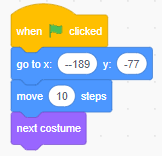 when clicked
go to x: --189 y: -77
move 10 steps
next costume